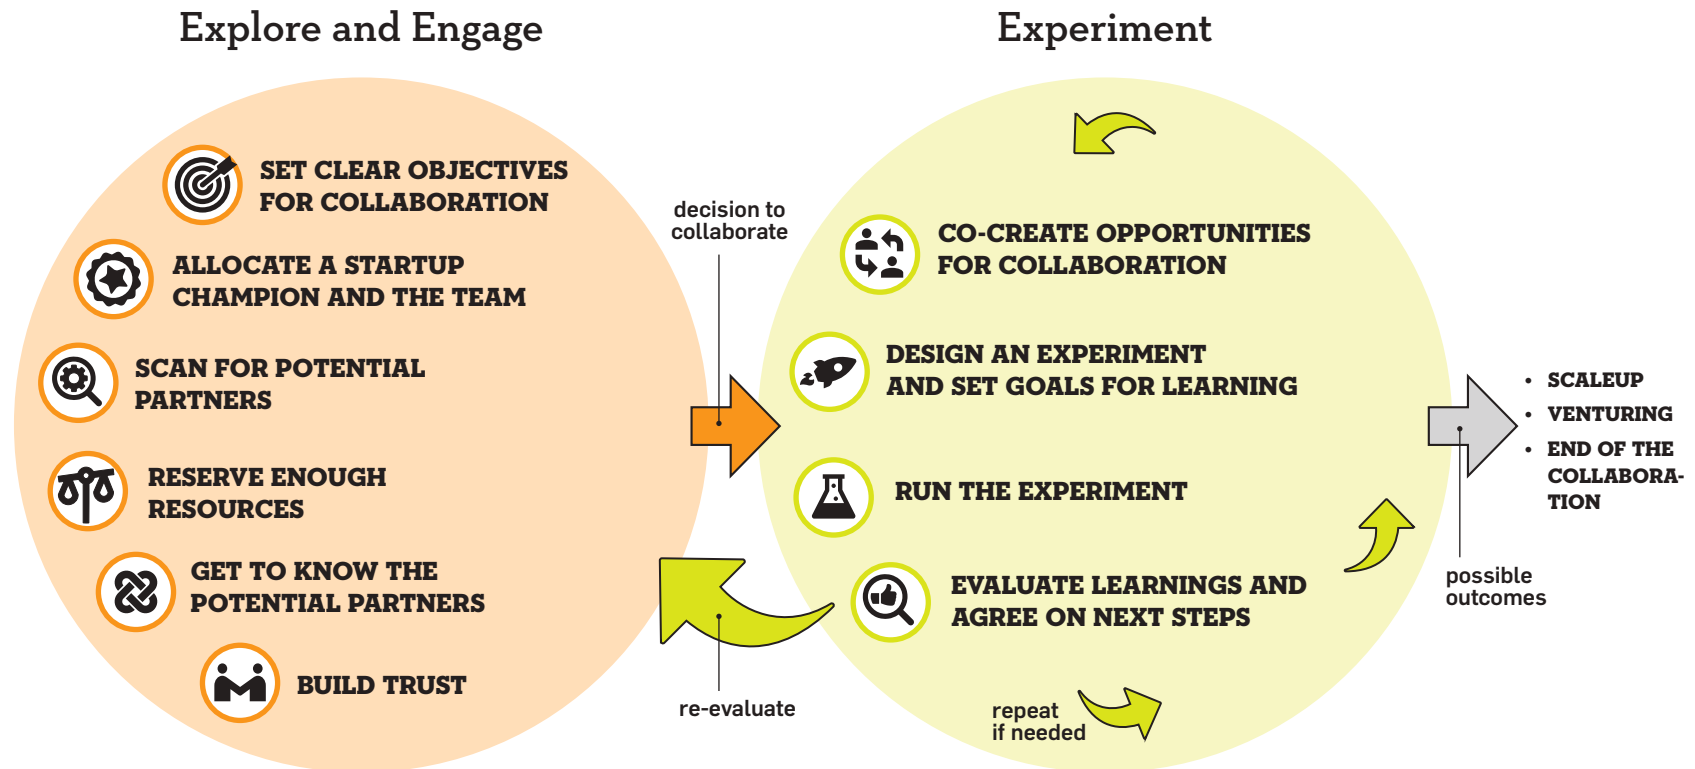 Explore and Engage
SET CLEAR OBJECTIVES
FOR COLLABORATION
ALLOCATE A STARTUP
CHAMPION AND THE TEAM
SCAN FOR POTENTIAL
PARTNERS
RESERVE ENOUGH
RESOURCES
GET TO KNOW THE
POTENTIAL PARTNERS
BUILD TRUST
decision to
collaborate
re-evaluate
Experiment
CO-CREATE OPPORTUNITIES
FOR COLLABORATION
DESIGN AN EXPERIMENT
AND SET GOALS FOR LEARNING
RUN THE EXPERIMENT
EVALUATE LEARNINGS AND
AGREE ON NEXT STEPS
repeat
if needed
possible
outcomes
• SCALEUP
• VENTURING
• END OF THE
COLLABORA-
TION